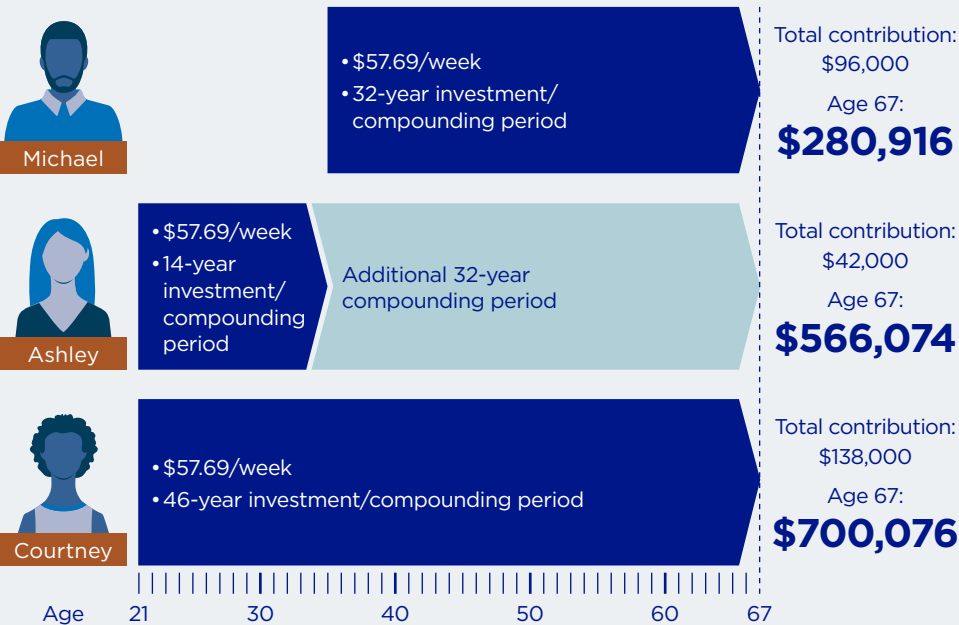 Michael
• $57.69/week
• 32-year investment/
compounding period
Total contribution:
$96,000
Age 67:
$280,916
Ashley
• $57.69/week
• 14-year
investment/
compounding
period
Additional 32-year
compounding period
Total contribution:
$42,000
Age 67:
$566,074
Courtney
• $57.69/week
• 46-year investment/compounding period
Total contribution:
$138,000
Age 67:
$700,076
Age 21 30 40 50 60 67